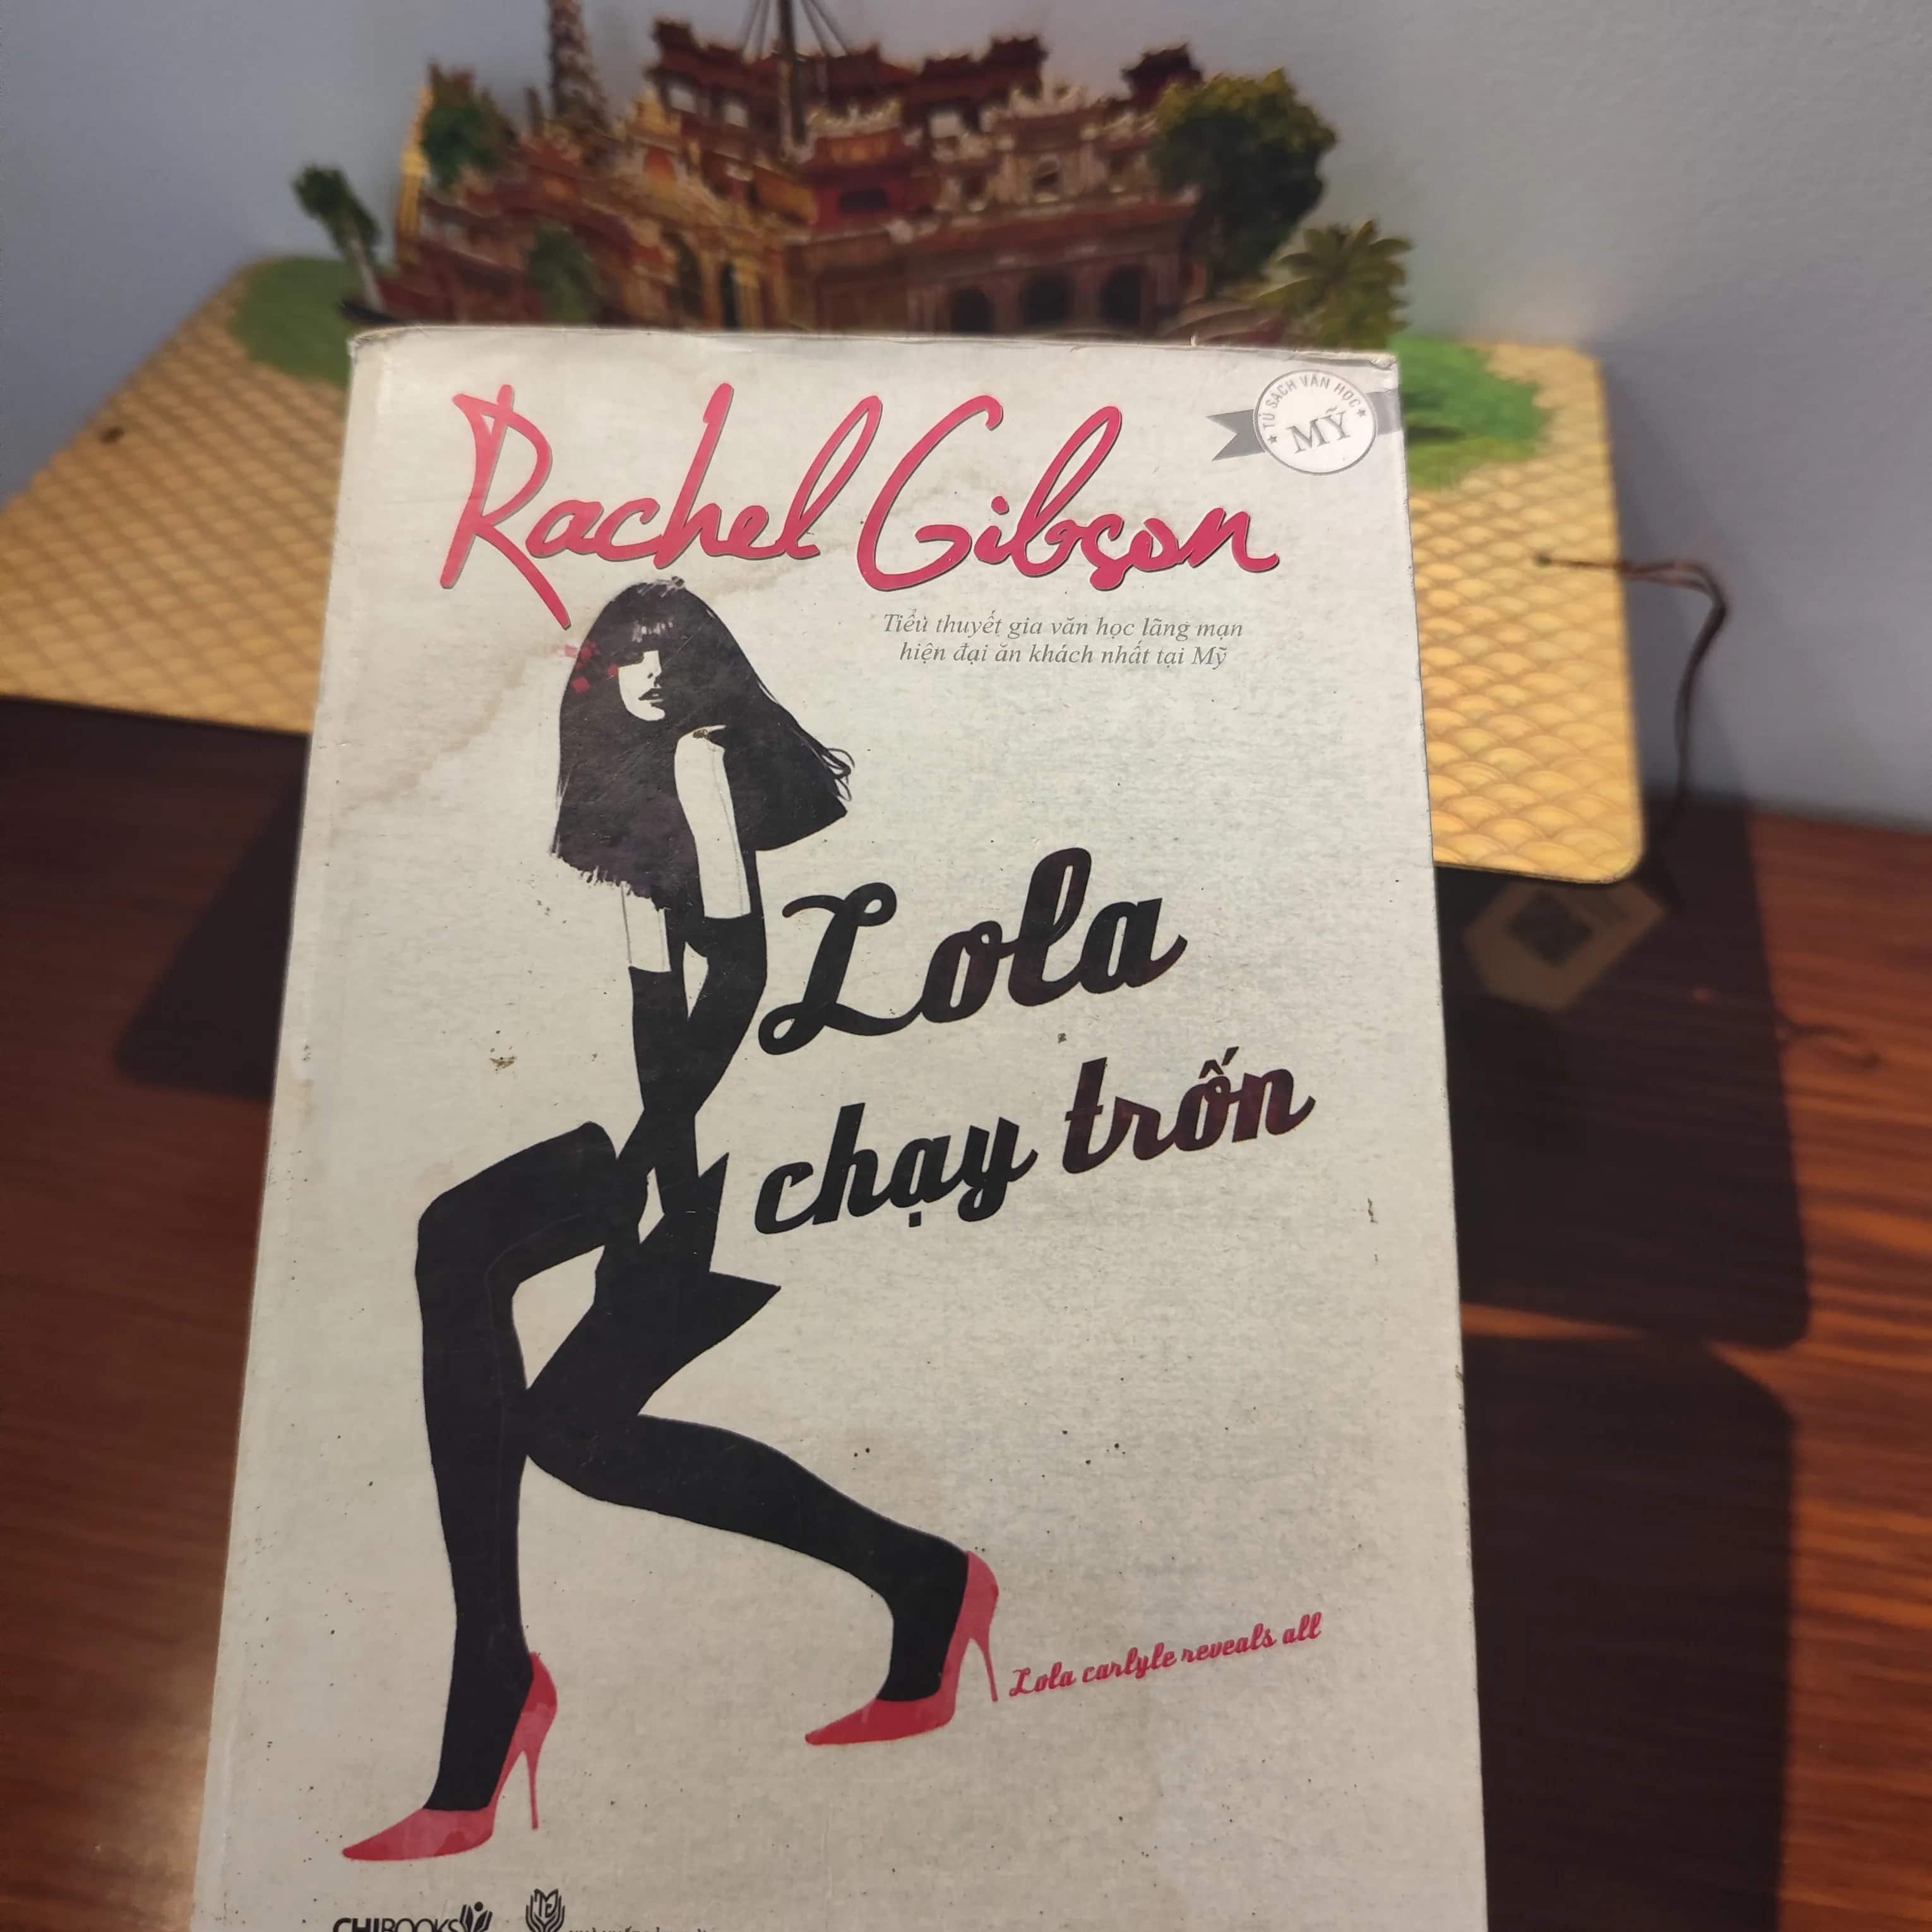 Rachel Gibson
TỦ SÁCH VĂN HỌC
MỸ
Tiểu thuyết gia văn học lãng mạn
hiện đại ăn khách nhất tại Mỹ
Lola
chạy trốn
Lola carlyle reveals all
CHIBOOKS